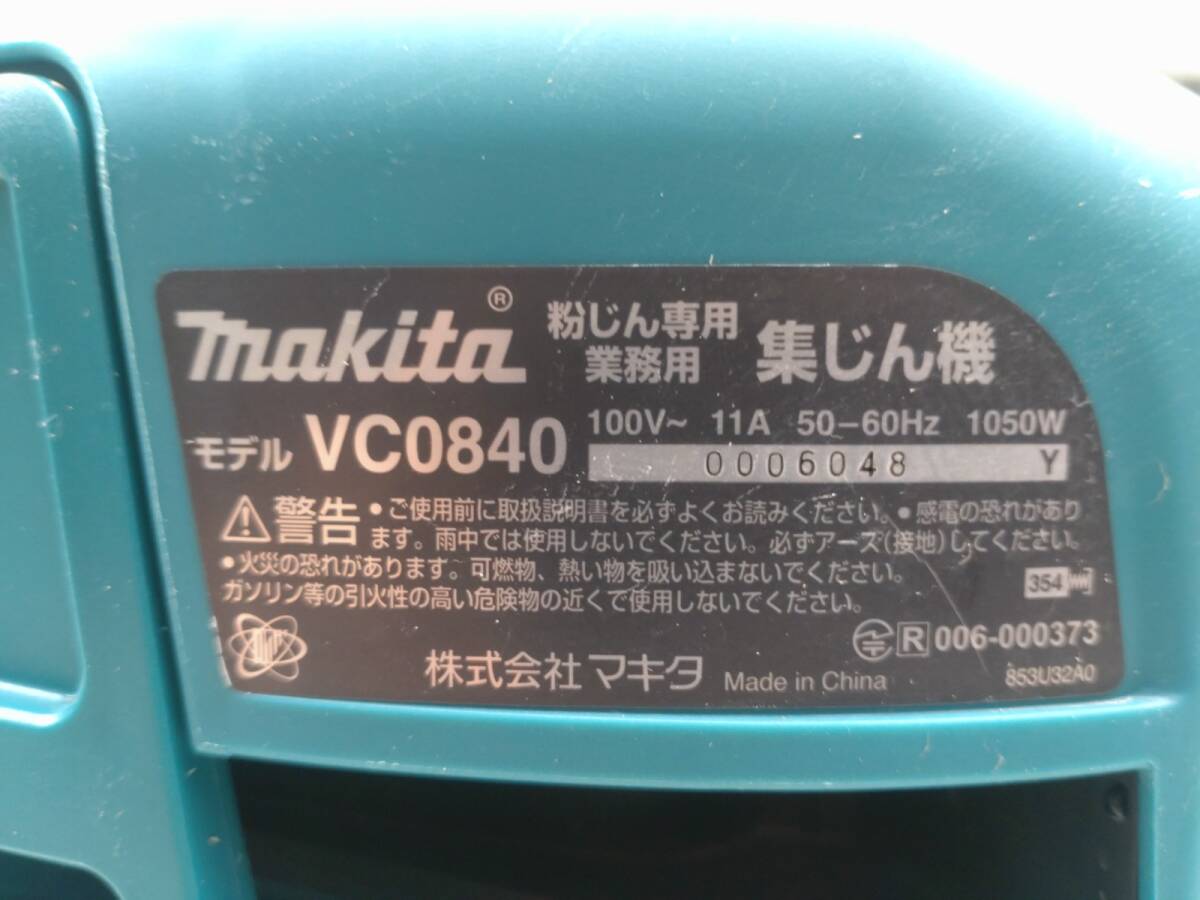 makita®
粉じん専用
業務用
集じん機
モデル VC0840
100V~ 11A 50-60Hz 1050W
0006048 Y
警告 •ご使用前に取扱説明書を必ずよくお読みください。•感電の恐れがあり
ます。雨中では使用しないでください。必ずアース(接地)してください。
•火災の恐れがあります。可燃物、熱い物を吸い込まないでください。
ガソリン等の引火性の高い危険物の近くで使用しないでください。
354
R 006-000373
株式会社 マキタ Made in China 853U32A0